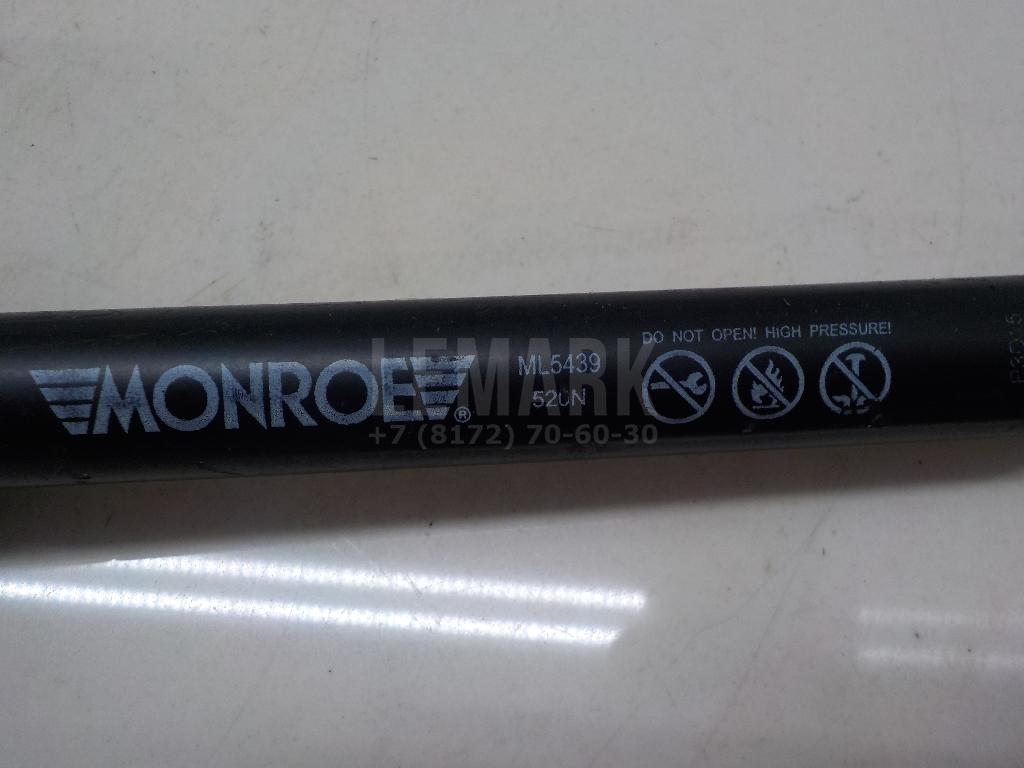 MONROE®
ML5439
520N
DO NOT OPEN! HIGH PRESSURE!
LEMARK
+7 (8172) 70-60-30